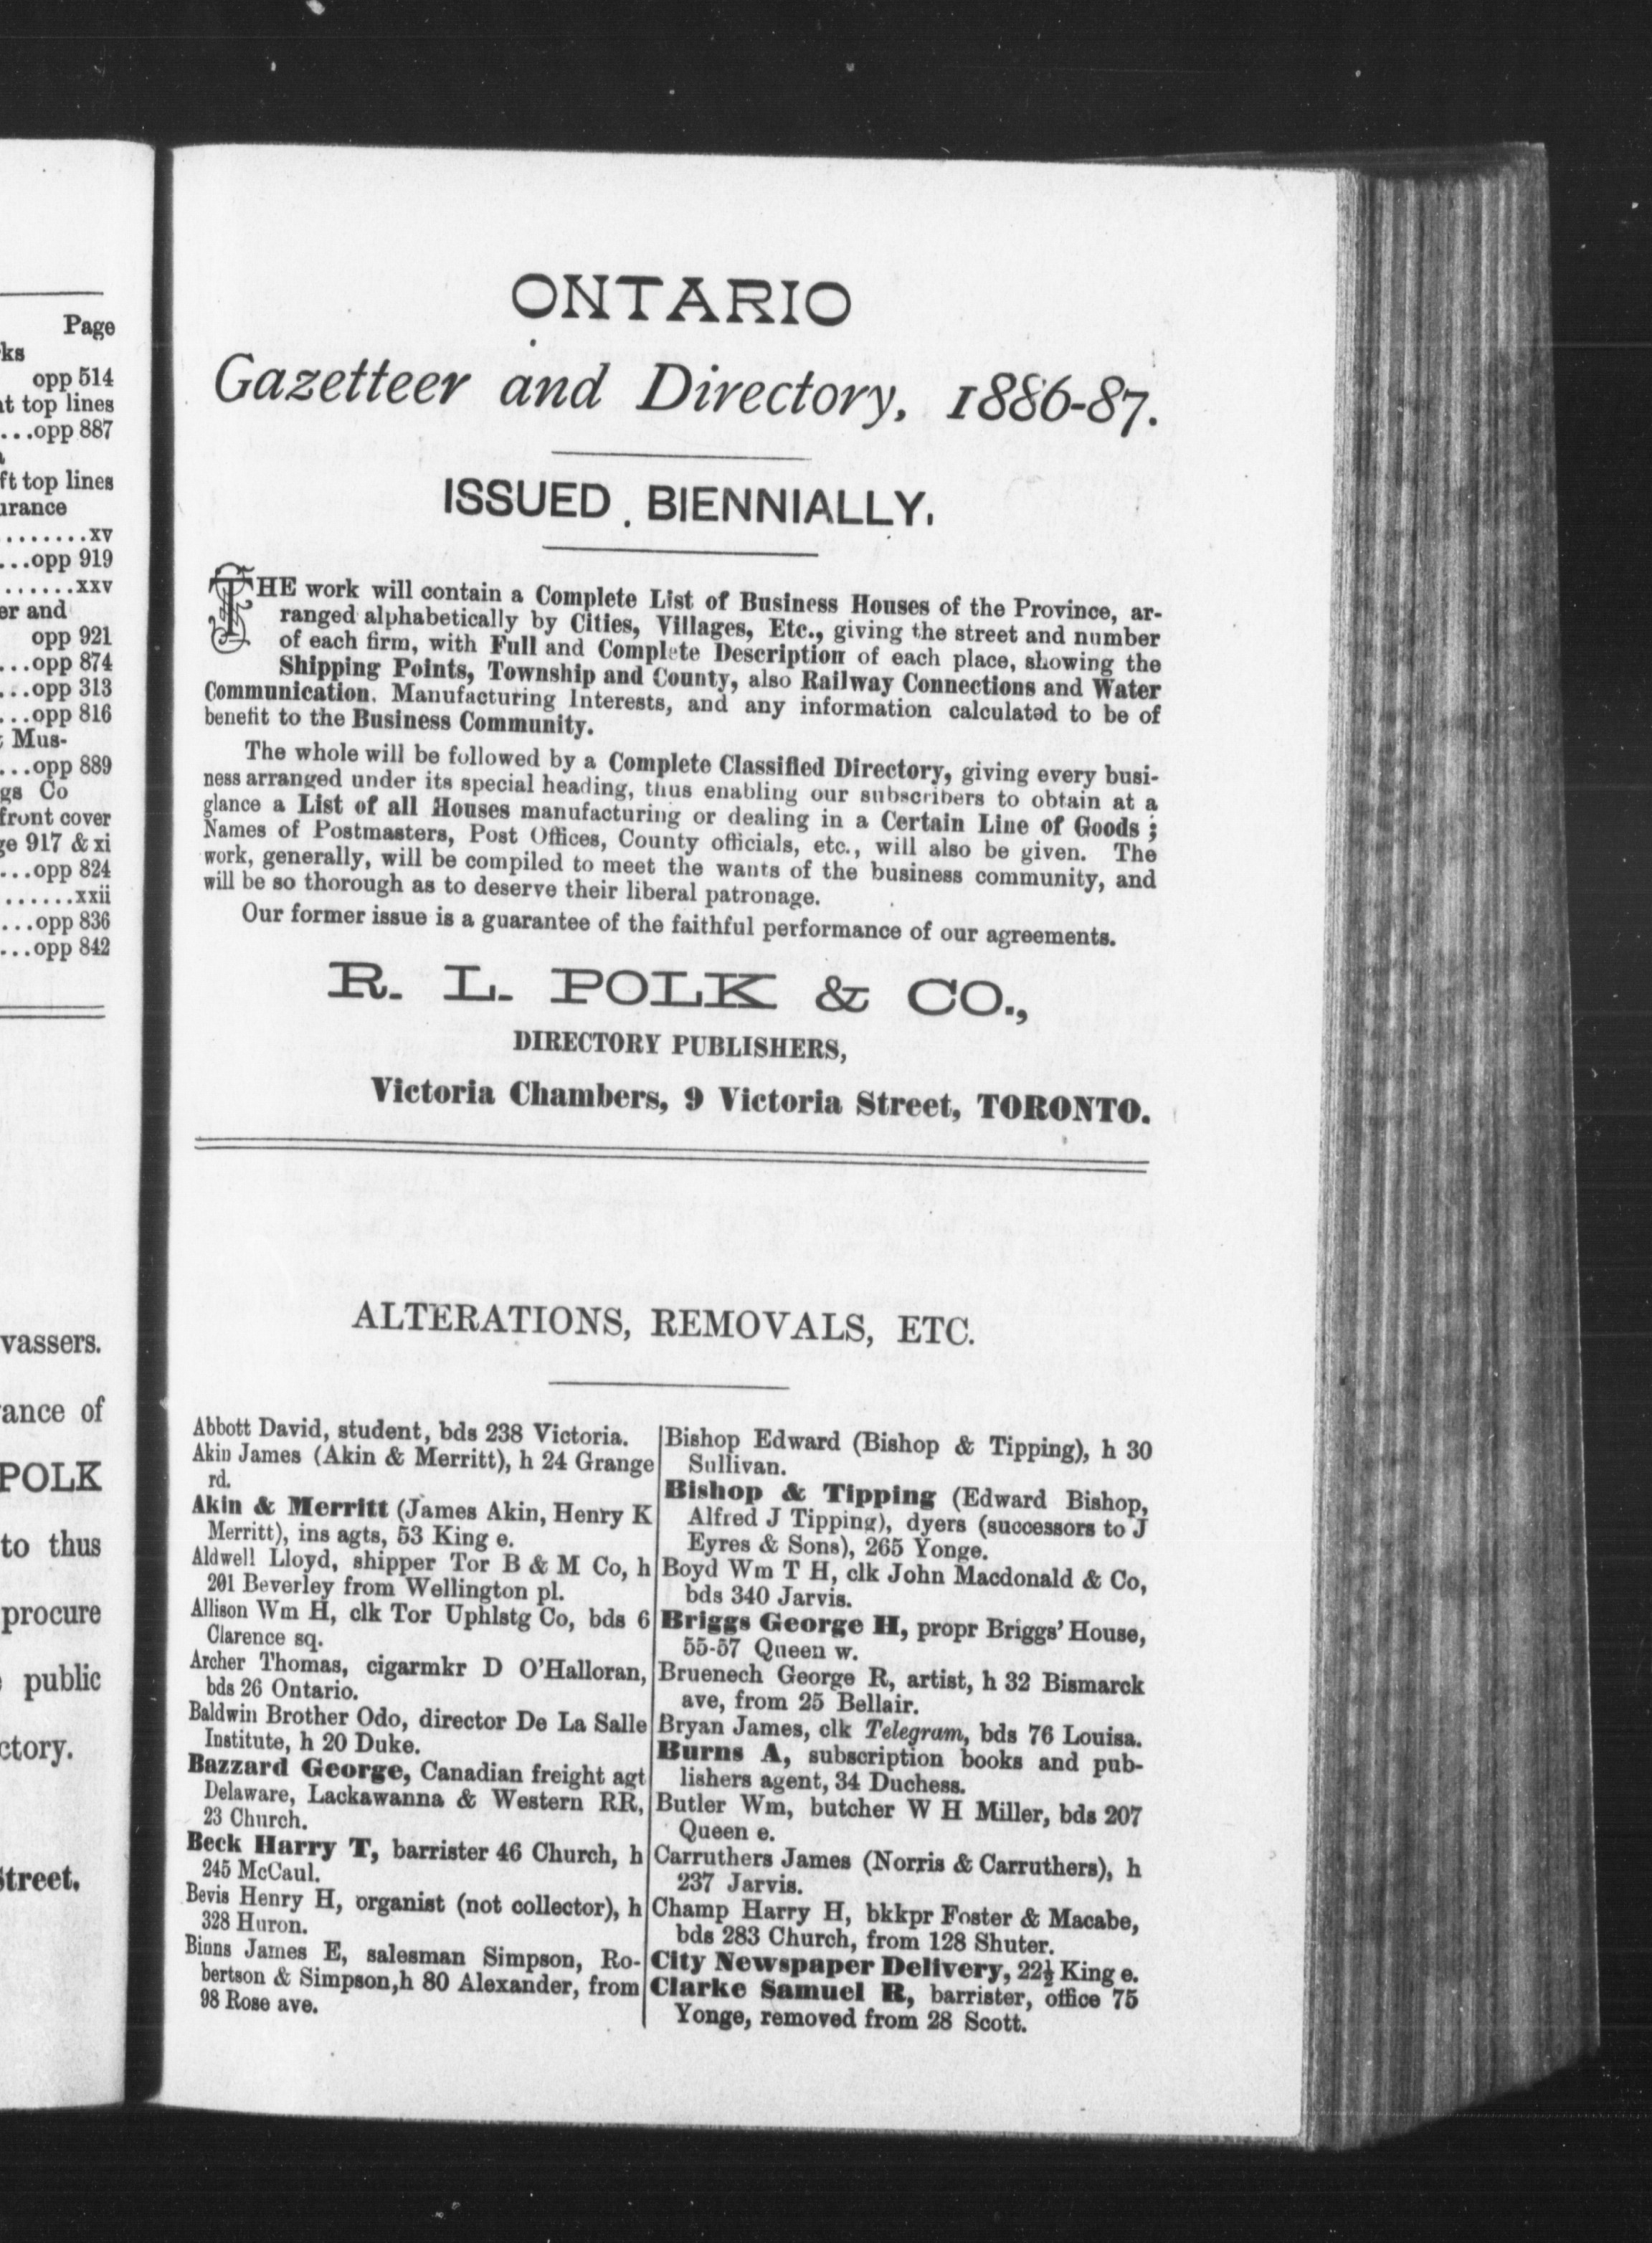 Page
ks
opp 514
at top lines
...opp 887
ft top lines
urance
........xv
...opp 919
......xxv
er and
opp 921
...opp 874
...opp 313
...opp 816
Mus-
...opp 889
gs Co
front cover
ge 917 & xi
...opp 824
......xxii
...opp 836
...opp 842
vassers.
ance of
POLK
to thus
procure
public
ctory.
Street.
ONTARIO
Gazetteer and Directory, 1886-87.
ISSUED BIENNIALLY.
THE work will contain a Complete List of Business Houses of the Province, ar-
ranged alphabetically by Cities, Villages, Etc., giving the street and number
of each firm, with Full and Complete Description of each place, showing the
Shipping Points, Township and County, also Railway Connections and Water
Communication. Manufacturing Interests, and any information calculated to be of
benefit to the Business Community.
The whole will be followed by a Complete Classified Directory, giving every busi-
ness arranged under its special heading, thus enabling our subscribers to obtain at a
glance a List of all Houses manufacturing or dealing in a Certain Line of Goods;
Names of Postmasters, Post Offices, County officials, etc., will also be given. The
work, generally, will be compiled to meet the wants of the business community, and
will be so thorough as to deserve their liberal patronage.
Our former issue is a guarantee of the faithful performance of our agreements.
R. L. POLK & CO.,
DIRECTORY PUBLISHERS,
Victoria Chambers, 9 Victoria Street, TORONTO.
ALTERATIONS, REMOVALS, ETC.
Abbott David, student, bds 238 Victoria.
Akin James (Akin & Merritt), h 24 Grange
rd.
Akin & Merritt (James Akin, Henry K
Merritt), ins agts, 53 King e.
Aldwell Lloyd, shipper Tor B & M Co, h
201 Beverley from Wellington pl.
Allison Wm H, clk Tor Uphlstg Co, bds 6
Clarence sq.
Archer Thomas, cigarmkr D O'Halloran,
bds 26 Ontario.
Baldwin Brother Odo, director De La Salle
Institute, h 20 Duke.
Bazzard George, Canadian freight agt
Delaware, Lackawanna & Western RR,
23 Church.
Beck Harry T, barrister 46 Church, h
245 McCaul.
Bevis Henry H, organist (not collector), h
328 Huron.
Binns James E, salesman Simpson, Ro-
bertson & Simpson,h 80 Alexander, from
98 Rose ave.
Bishop Edward (Bishop & Tipping), h 30
Sullivan.
Bishop & Tipping (Edward Bishop,
Alfred J Tipping), dyers (successors to J
Eyres & Sons), 265 Yonge.
Boyd Wm T H, clk John Macdonald & Co,
bds 340 Jarvis.
Briggs George H, propr Briggs' House,
55-57 Queen w.
Bruenech George R, artist, h 32 Bismarck
ave, from 25 Bellair.
Bryan James, clk Telegram, bds 76 Louisa.
Burns A, subscription books and pub-
lishers agent, 34 Duchess.
Butler Wm, butcher W H Miller, bds 207
Queen e.
Carruthers James (Norris & Carruthers), h
237 Jarvis.
Champ Harry H, bkkpr Foster & Macabe,
bds 283 Church, from 128 Shuter.
City Newspaper Delivery, 22½ King e.
Clarke Samuel R, barrister, office 75
Yonge, removed from 28 Scott.